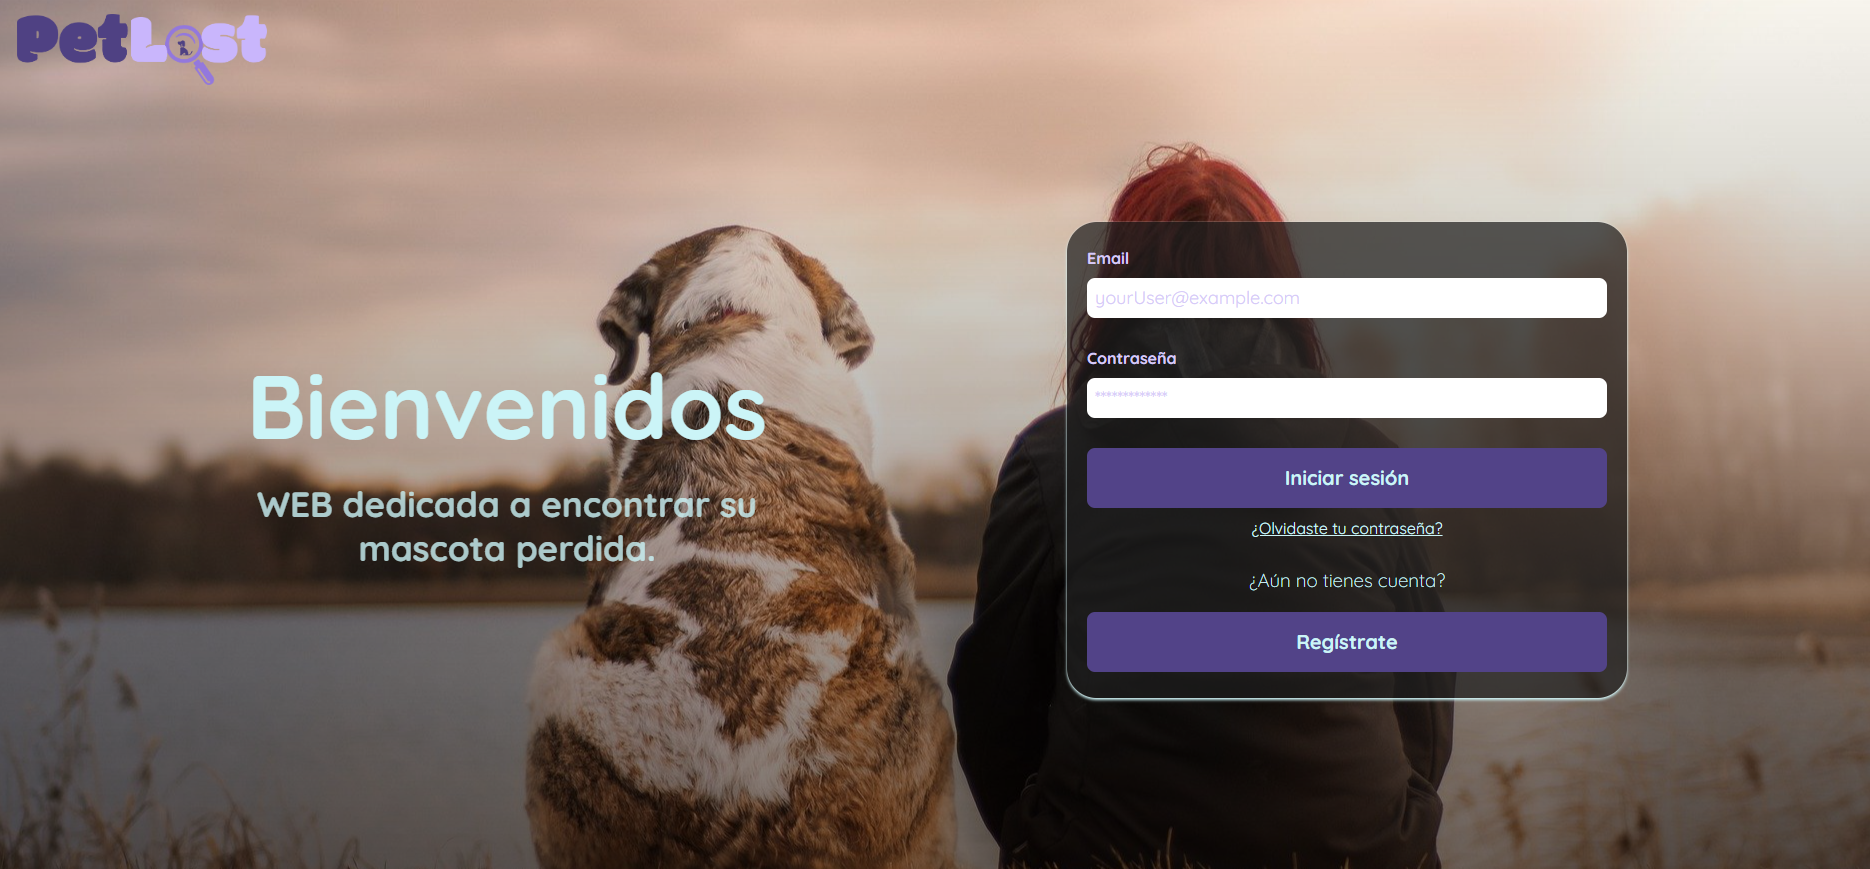 PetLost
Bienvenidos
WEB dedicada a encontrar su
mascota perdida.
Email
yourUser@example.com
Contraseña
*************
Iniciar sesión
¿Olvidaste tu contraseña?
¿Aún no tienes cuenta?
Regístrate